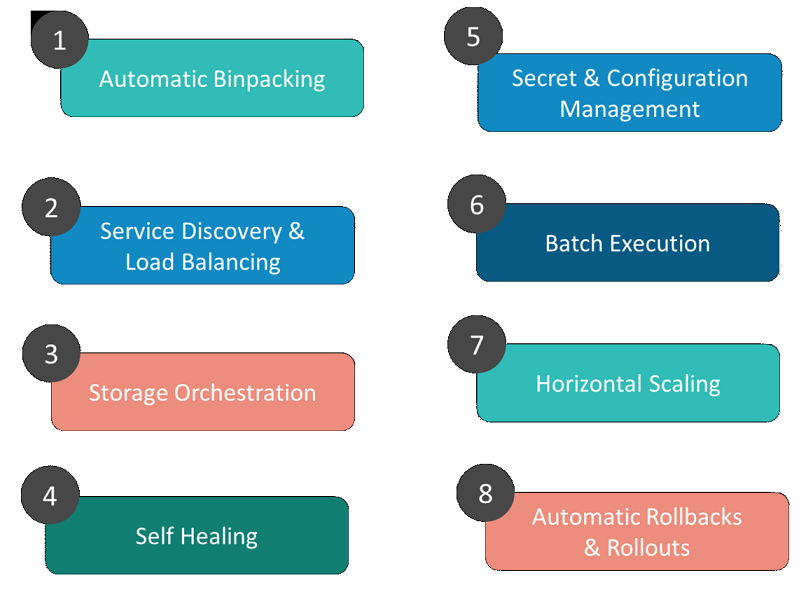 1
Automatic Binpacking
2
Service Discovery &
Load Balancing
3
Storage Orchestration
4
Self Healing
5
Secret & Configuration
Management
6
Batch Execution
7
Horizontal Scaling
8
Automatic Rollbacks
& Rollouts